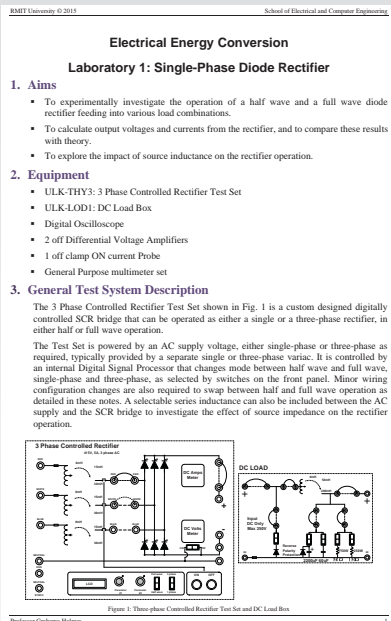 RMIT University © 2015 School of Electrical and Computer Engineering
Electrical Energy Conversion
Laboratory 1: Single-Phase Diode Rectifier
1. Aims
▪ To experimentally investigate the operation of a half wave and a full wave diode
rectifier feeding into various load combinations.
▪ To calculate output voltages and currents from the rectifier, and to compare these results
with theory.
▪ To explore the impact of source inductance on the rectifier operation.
2. Equipment
▪ ULK-THY3: 3 Phase Controlled Rectifier Test Set
▪ ULK-LOD1: DC Load Box
▪ Digital Oscilloscope
▪ 2 off Differential Voltage Amplifiers
▪ 1 off clamp ON current Probe
▪ General Purpose multimeter set
3. General Test System Description
The 3 Phase Controlled Rectifier Test Set shown in Fig. 1 is a custom designed digitally
controlled SCR bridge that can be operated as either a single or a three-phase rectifier, in
either half or full wave operation.
The Test Set is powered by an AC supply voltage, either single-phase or three-phase as
required, typically provided by a separate single or three-phase variac. It is controlled by
an internal Digital Signal Processor that changes mode between half wave and full wave,
single-phase and three-phase, as selected by switches on the front panel. Minor wiring
configuration changes are also required to swap between half and full wave operation as
detailed in these notes. A selectable series inductance can also be included between the AC
supply and the SCR bridge to investigate the effect of source impedance on the rectifier
operation.
3 Phase Controlled Rectifier
DC Amps
Meter
DC Volts
Meter
DC LOAD
Input
DC Only
Max 350V
Reverse
Polarity
Protection
LCD
Figure 1: Three-phase Controlled Rectifier Test Set and DC Load Box
Professor Grahame Holmes 1